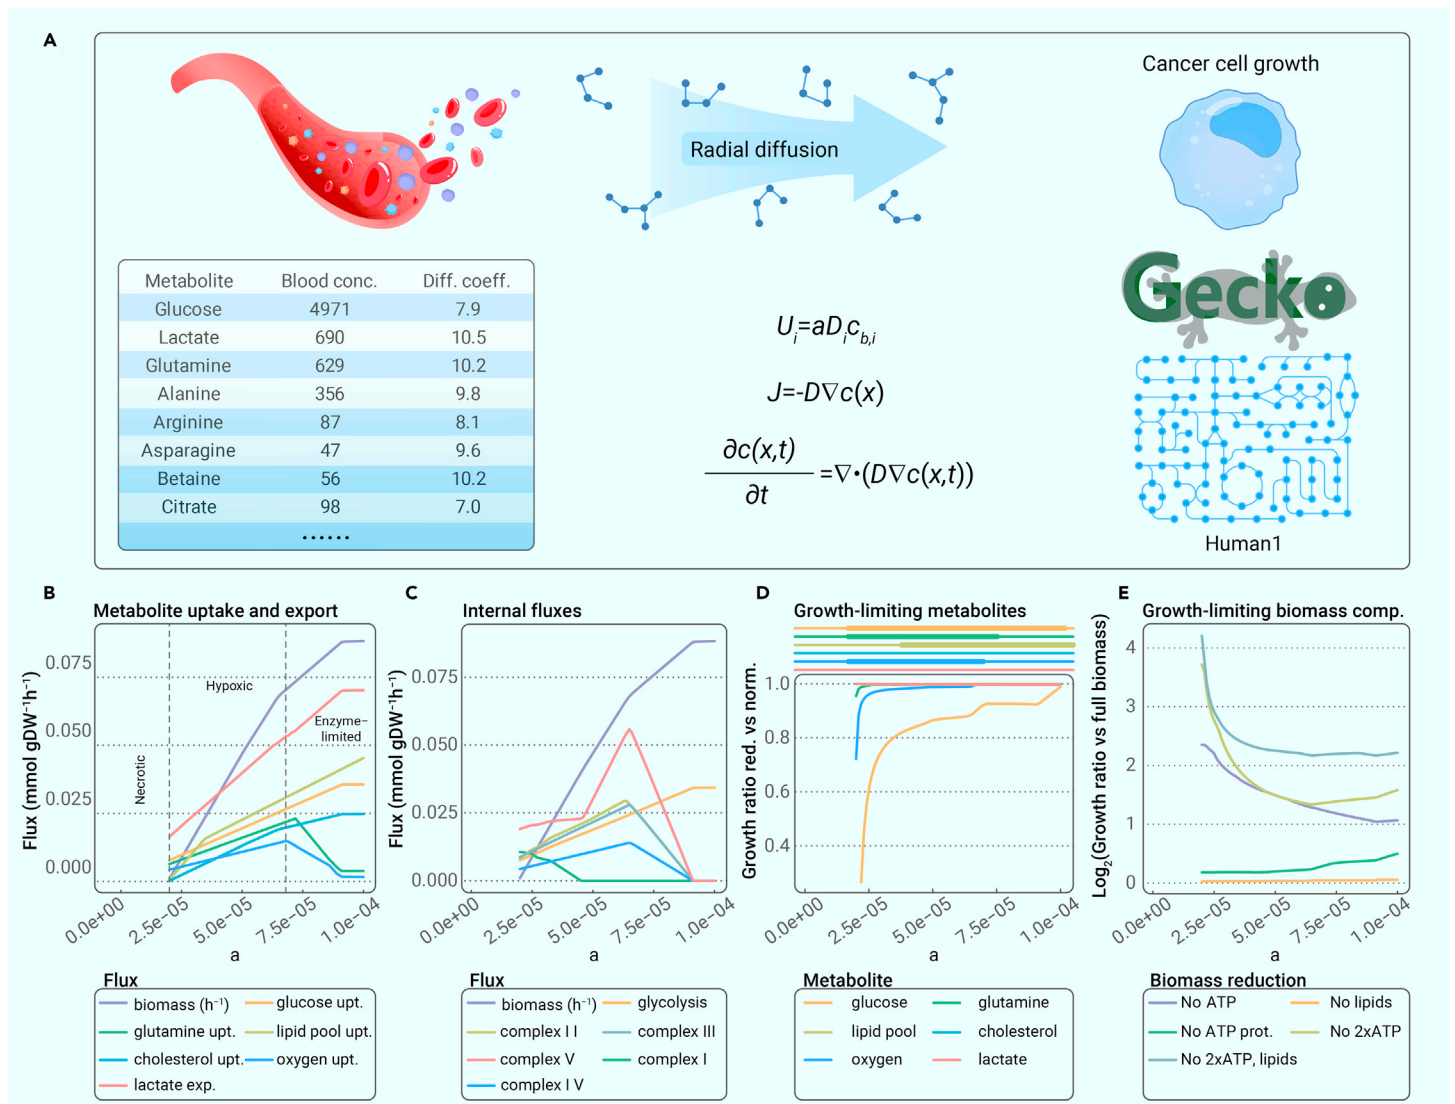 A
Cancer cell growth
Radial diffusion
Metabolite Blood conc. Diff. coeff.
Glucose 4971 7.9
Lactate 690 10.5
Glutamine 629 10.2
Alanine 356 9.8
Arginine 87 8.1
Asparagine 47 9.6
Betaine 56 10.2
Citrate 98 7.0
......
U_i=aD_ic_{b,i}
J=-D∇c(x)
∂c(x,t)
∂t
=∇•(D∇c(x,t))
Gecko
Human1
B
Metabolite uptake and export
Flux (mmol gDW⁻¹h⁻¹)
0.075
0.050
0.025
0.000
Necrotic
Hypoxic
Enzyme−
limited
0.0e+00 2.5e−05 5.0e−05 7.5e−05 1.0e−04
a
Flux
biomass (h⁻¹) glucose upt.
glutamine upt. lipid pool upt.
cholesterol upt. oxygen upt.
lactate exp.
C
Internal fluxes
Flux (mmol gDW⁻¹h⁻¹)
0.075
0.050
0.025
0.000
0.0e+00 2.5e−05 5.0e−05 7.5e−05 1.0e−04
a
Flux
biomass (h⁻¹) glycolysis
complex I I complex III
complex V complex I
complex I V
D
Growth-limiting metabolites
Growth ratio red. vs norm.
1.0
0.8
0.6
0.4
0.0e+00 2.5e−05 5.0e−05 7.5e−05 1.0e−04
a
Metabolite
glucose glutamine
lipid pool cholesterol
oxygen lactate
E
Growth-limiting biomass comp.
Log₂(Growth ratio vs full biomass)
4
3
2
1
0
0.0e+00 2.5e−05 5.0e−05 7.5e−05 1.0e−04
a
Biomass reduction
No ATP No lipids
No ATP prot. No 2xATP
No 2xATP, lipids